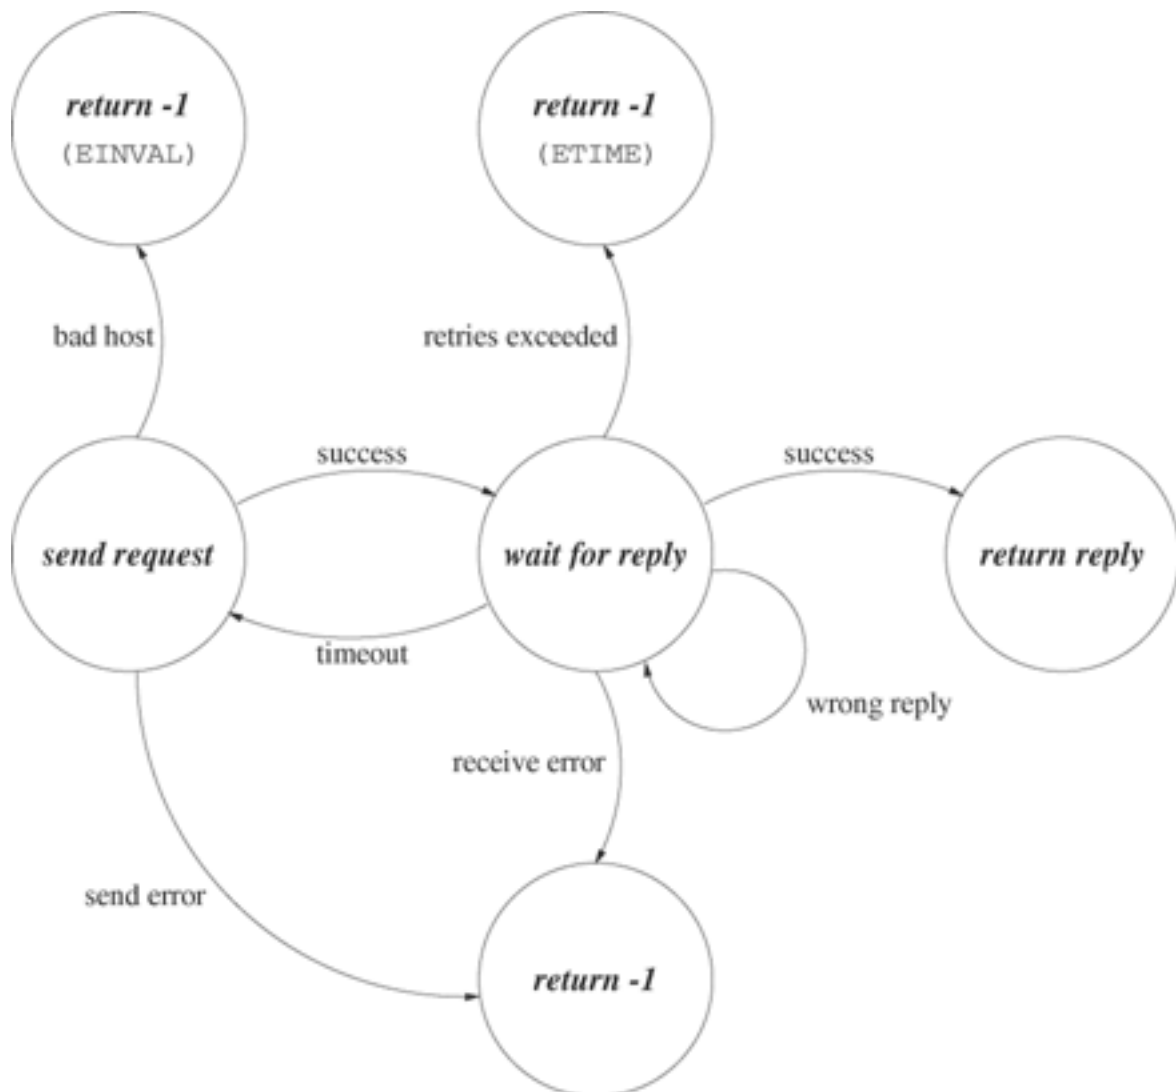 return -1
(EINVAL)
return -1
(ETIME)
bad host
retries exceeded
success
success
send request
wait for reply
return reply
timeout
wrong reply
receive error
send error
return -1